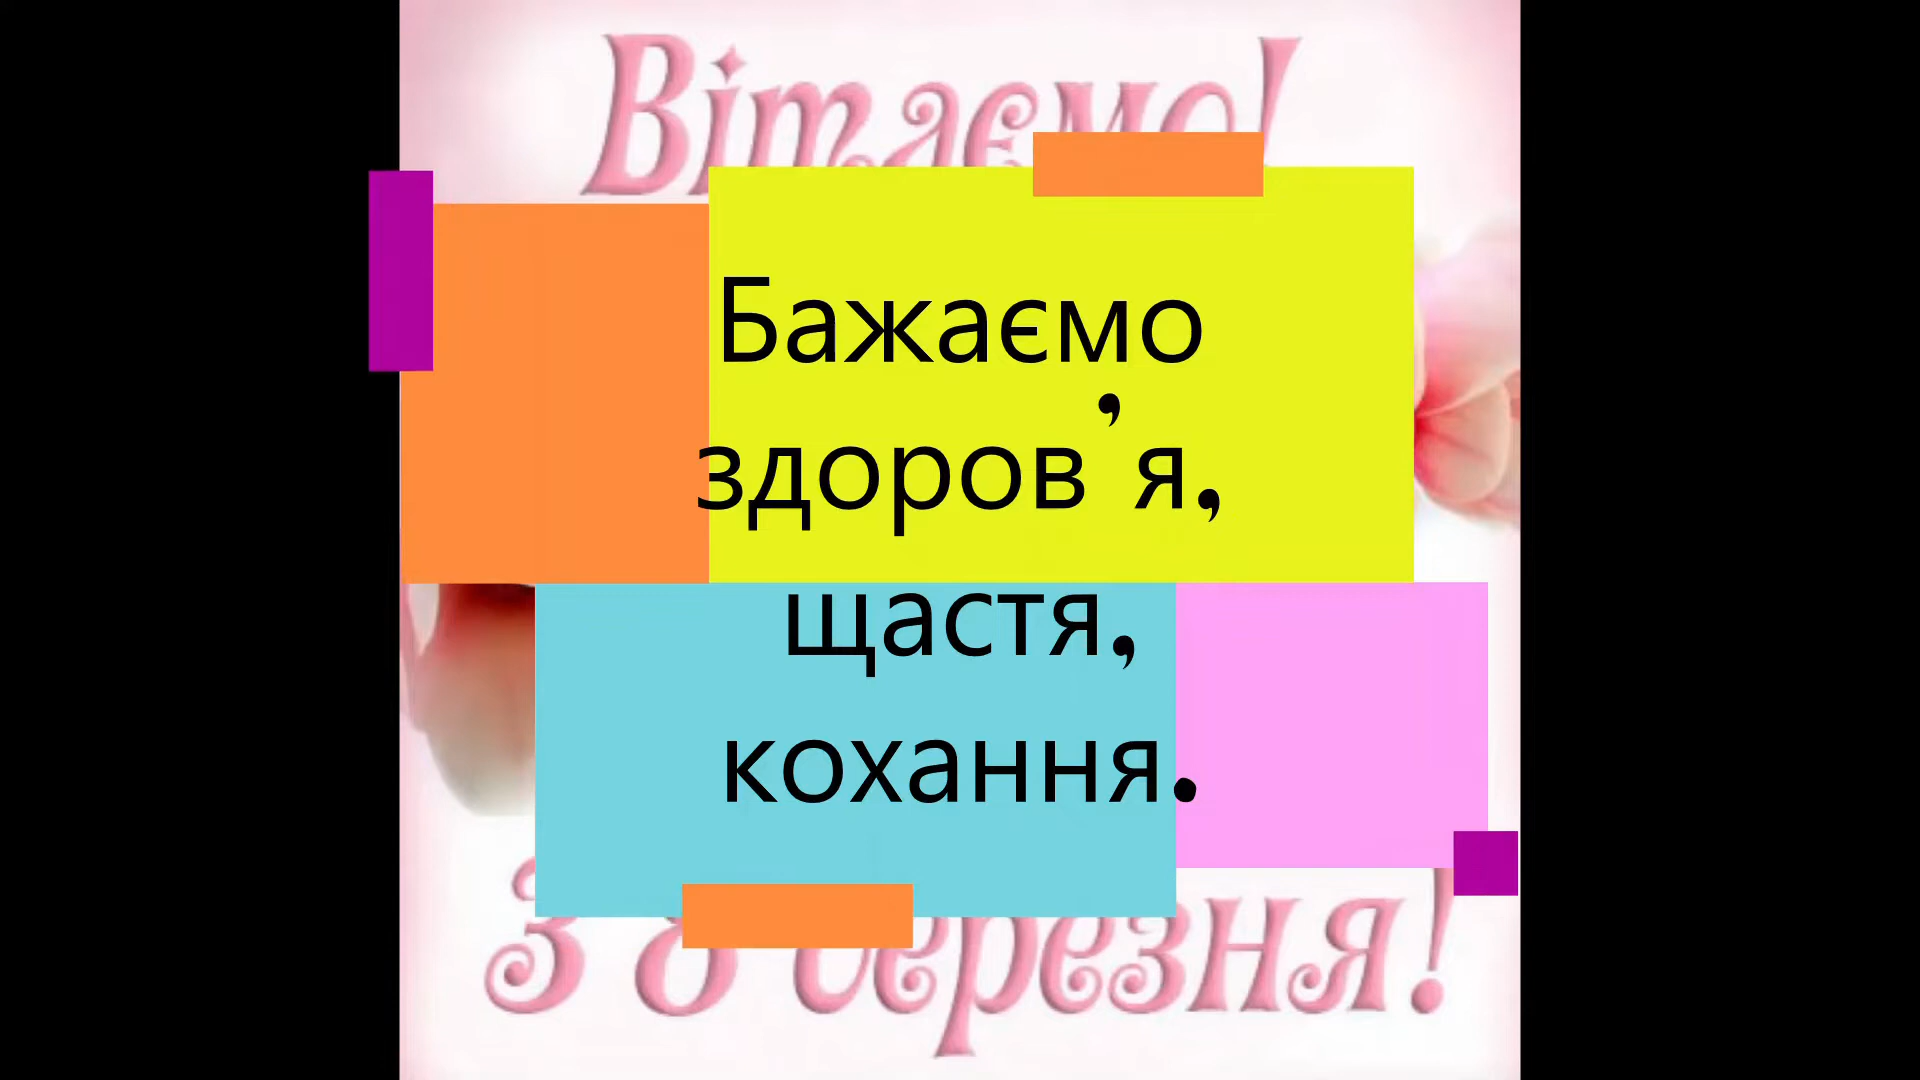 Вітаємо!
Бажаємо
здоров’я,
щастя,
кохання.
з 8 березня!